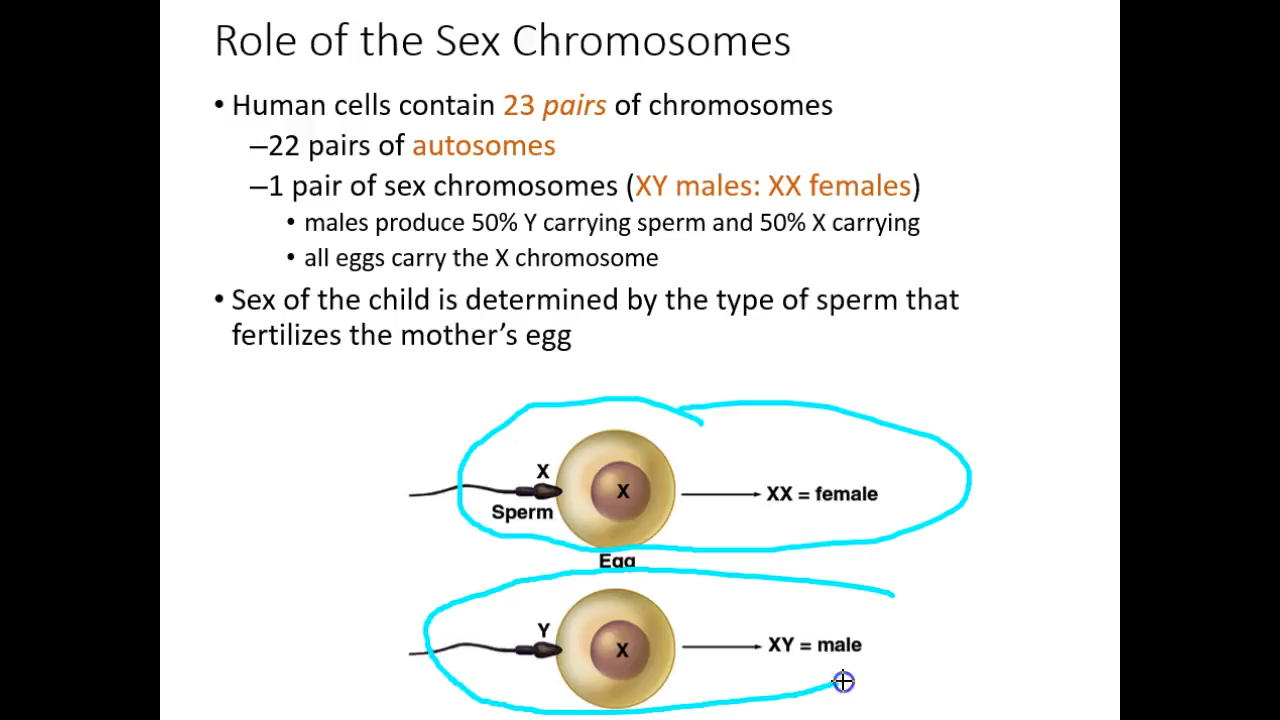 Role of the Sex Chromosomes
• Human cells contain 23 pairs of chromosomes
–22 pairs of autosomes
–1 pair of sex chromosomes (XY males: XX females)
• males produce 50% Y carrying sperm and 50% X carrying
• all eggs carry the X chromosome
• Sex of the child is determined by the type of sperm that
fertilizes the mother's egg
X
X
XX = female
Sperm
Egg
Y
X
XY = male